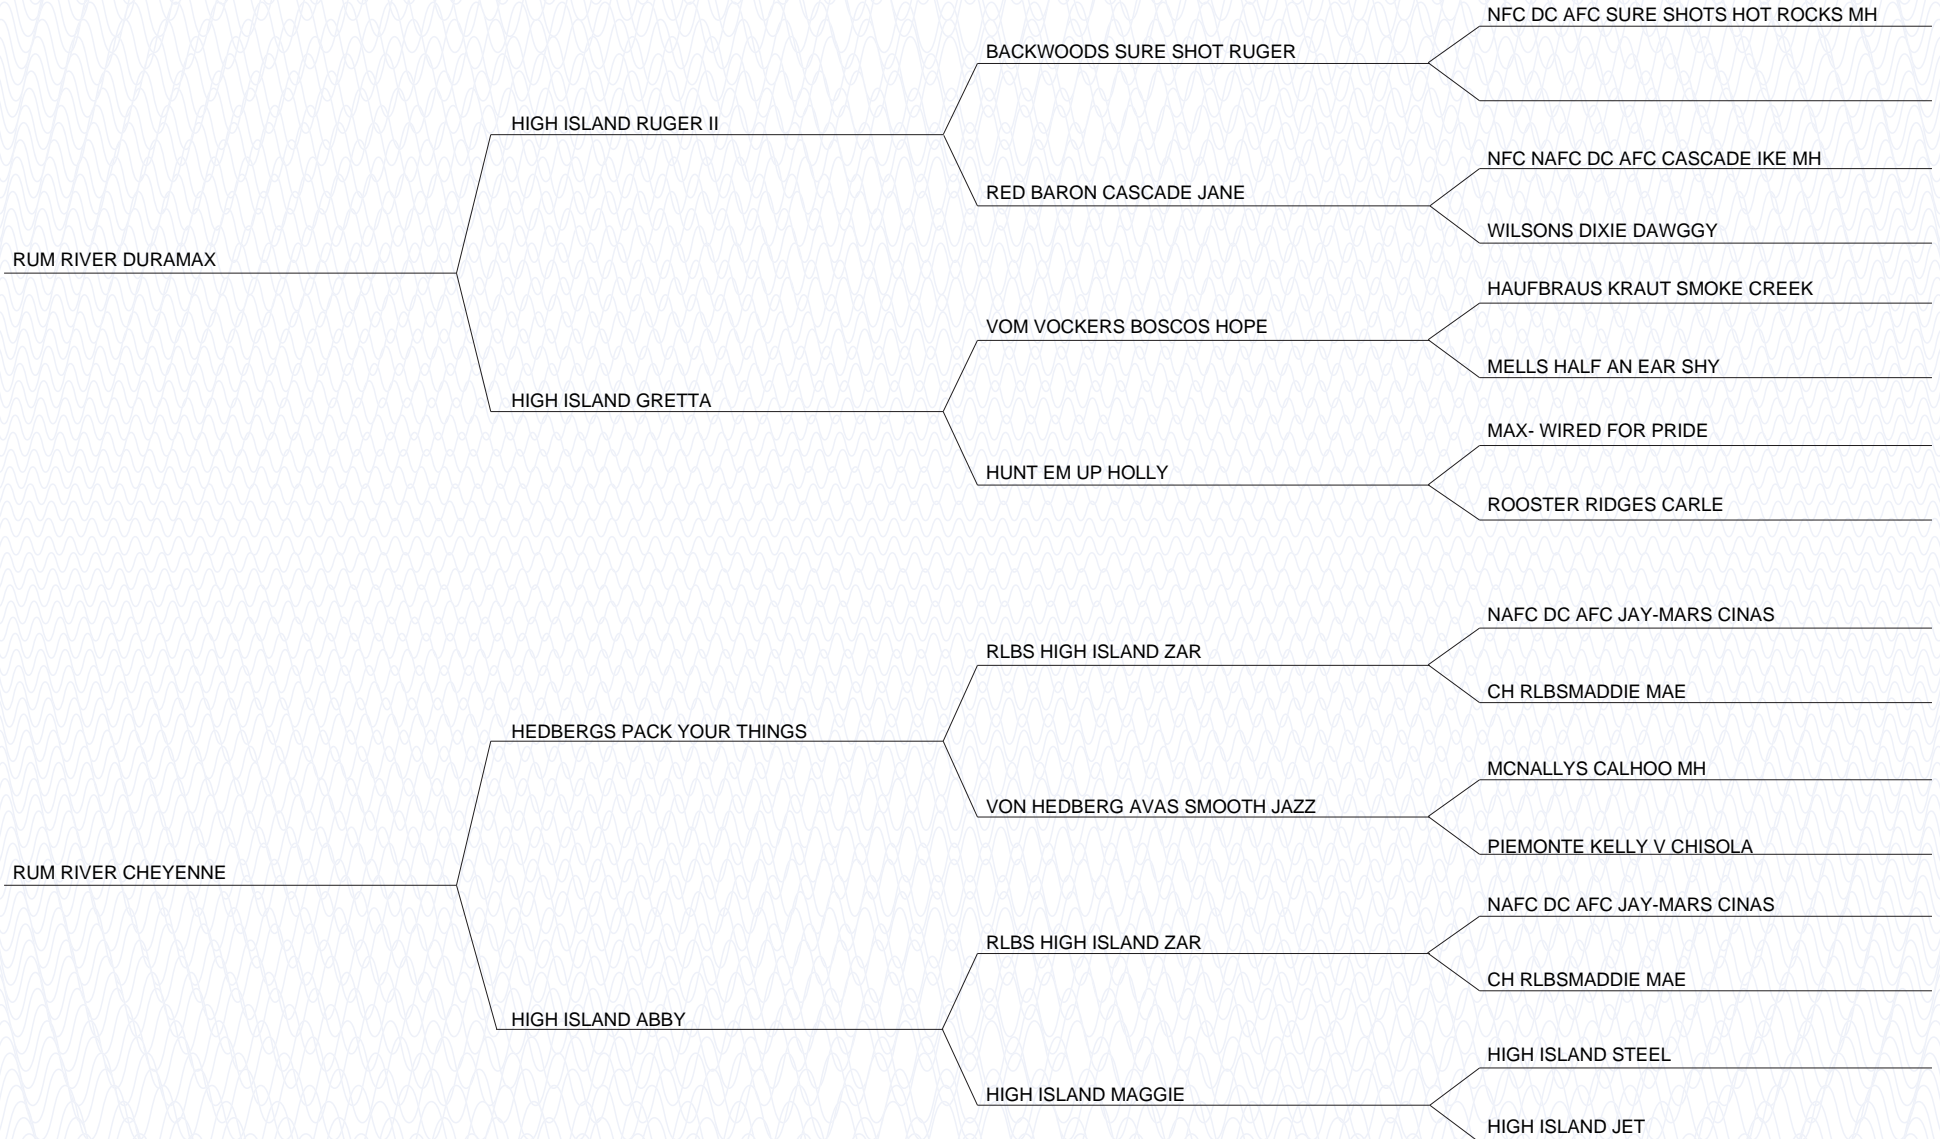 NFC DC AFC SURE SHOTS HOT ROCKS MH
BACKWOODS SURE SHOT RUGER
HIGH ISLAND RUGER II
NFC NAFC DC AFC CASCADE IKE MH
RED BARON CASCADE JANE
WILSONS DIXIE DAWGGY
RUM RIVER DURAMAX
HAUFBRAUS KRAUT SMOKE CREEK
VOM VOCKERS BOSCOS HOPE
MELLS HALF AN EAR SHY
HIGH ISLAND GRETTA
MAX- WIRED FOR PRIDE
HUNT EM UP HOLLY
ROOSTER RIDGES CARLE
NAFC DC AFC JAY-MARS CINAS
RLBS HIGH ISLAND ZAR
CH RLBSMADDIE MAE
HEDBERGS PACK YOUR THINGS
MCNALLYS CALHOO MH
VON HEDBERG AVAS SMOOTH JAZZ
PIEMONTE KELLY V CHISOLA
RUM RIVER CHEYENNE
NAFC DC AFC JAY-MARS CINAS
RLBS HIGH ISLAND ZAR
CH RLBSMADDIE MAE
HIGH ISLAND ABBY
HIGH ISLAND STEEL
HIGH ISLAND MAGGIE
HIGH ISLAND JET